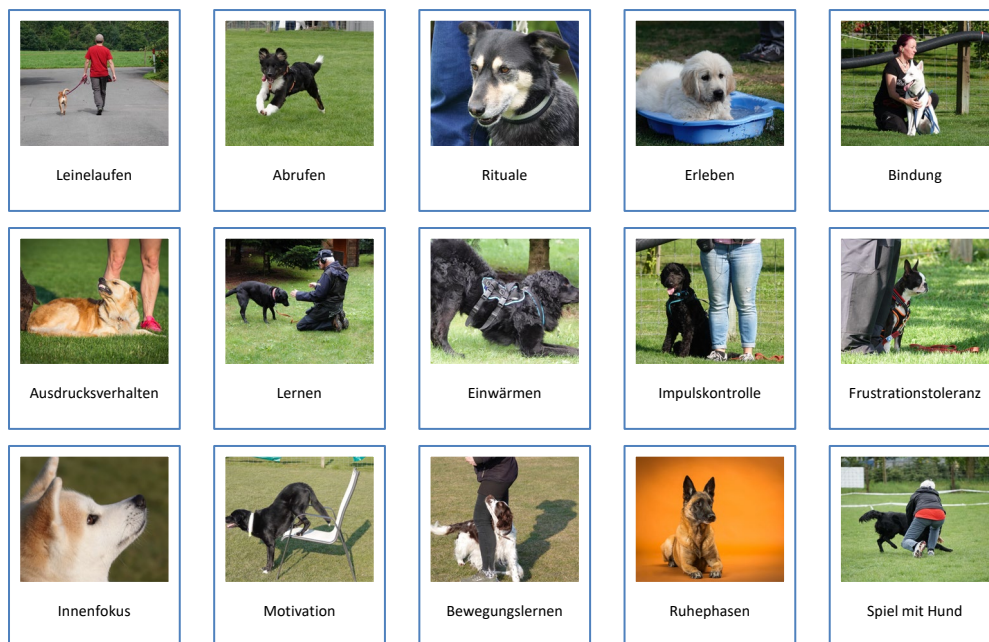 Leinelaufen
Abrufen
Rituale
Erleben
Bindung
Ausdrucksverhalten
Lernen
Einwärmen
Impulskontrolle
Frustrationstoleranz
Innenfokus
Motivation
Bewegungslernen
Ruhephasen
Spiel mit Hund